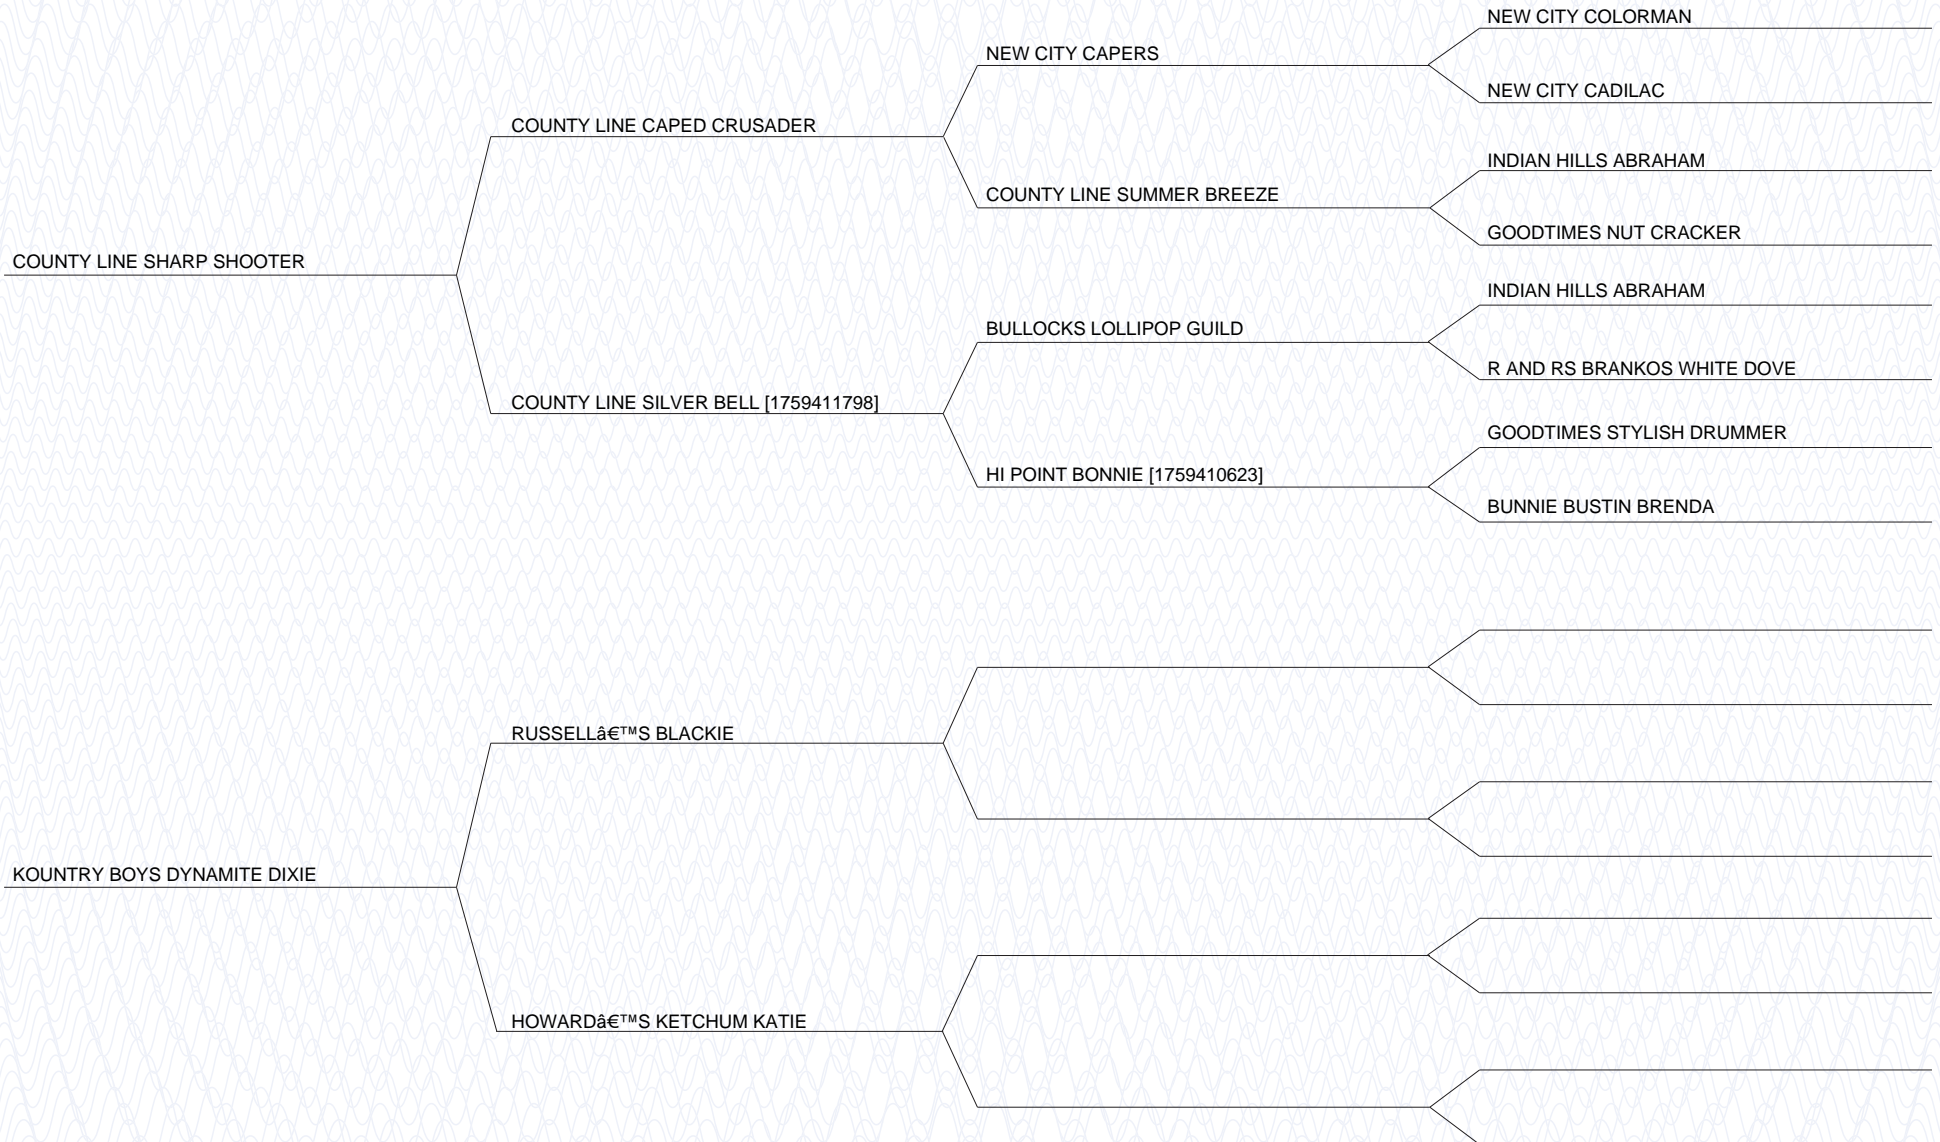 NEW CITY COLORMAN
NEW CITY CAPERS
NEW CITY CADILAC
COUNTY LINE CAPED CRUSADER
INDIAN HILLS ABRAHAM
COUNTY LINE SUMMER BREEZE
GOODTIMES NUT CRACKER
COUNTY LINE SHARP SHOOTER
INDIAN HILLS ABRAHAM
BULLOCKS LOLLIPOP GUILD
R AND RS BRANKOS WHITE DOVE
COUNTY LINE SILVER BELL [1759411798]
GOODTIMES STYLISH DRUMMER
HI POINT BONNIE [1759410623]
BUNNIE BUSTIN BRENDA
RUSSELLâ€™S BLACKIE
KOUNTRY BOYS DYNAMITE DIXIE
HOWARDâ€™S KETCHUM KATIE